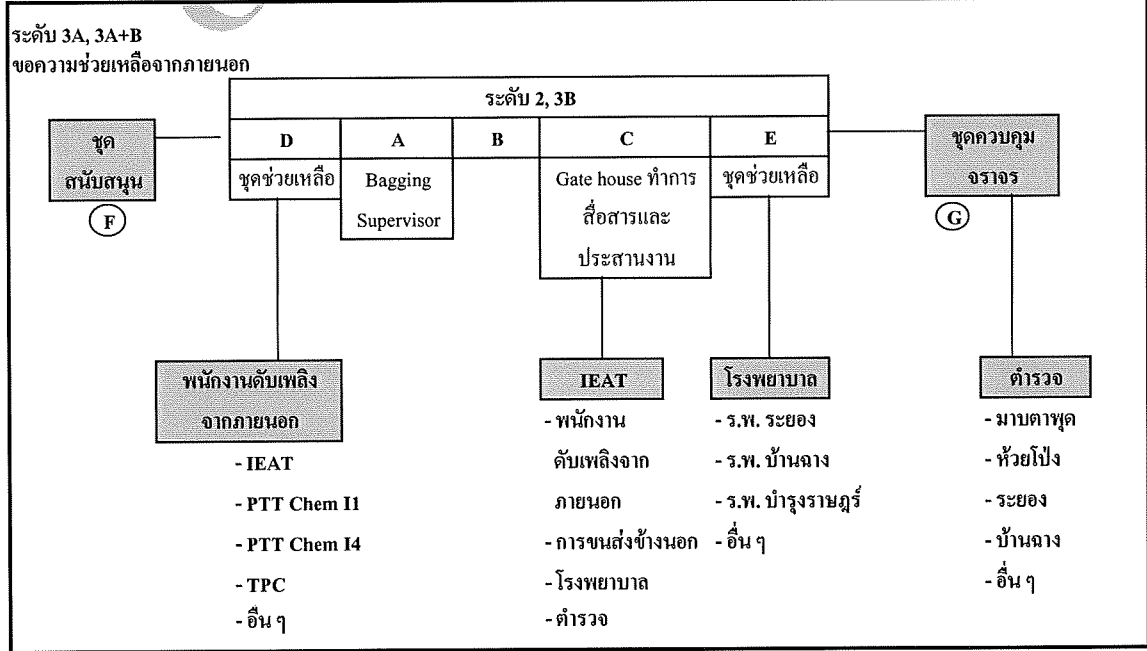 ระดับ 3A, 3A+B
ขอความช่วยเหลือจากภายนอก
ระดับ 2, 3B
ชุด
สนับสนุน
F
D
A
B
C
E
ชุดช่วยเหลือ
Bagging
Supervisor
Gate house ทำการ
สื่อสารและ
ประสานงาน
ชุดช่วยเหลือ
ชุดควบคุม
จราจร
G
พนักงานดับเพลิง
จากภายนอก
- IEAT
- PTT Chem I1
- PTT Chem I4
- TPC
- อื่น ๆ
IEAT
- พนักงาน
ดับเพลิงจาก
ภายนอก
- การขนส่งข้างนอก
- โรงพยาบาล
- ตำรวจ
โรงพยาบาล
- ร.พ. ระยอง
- ร.พ. บ้านฉาง
- ร.พ. บำรุงราษฎร์
- อื่น ๆ
ตำรวจ
- มาบตาพุด
- ห้วยโป่ง
- ระยอง
- บ้านฉาง
- อื่น ๆ